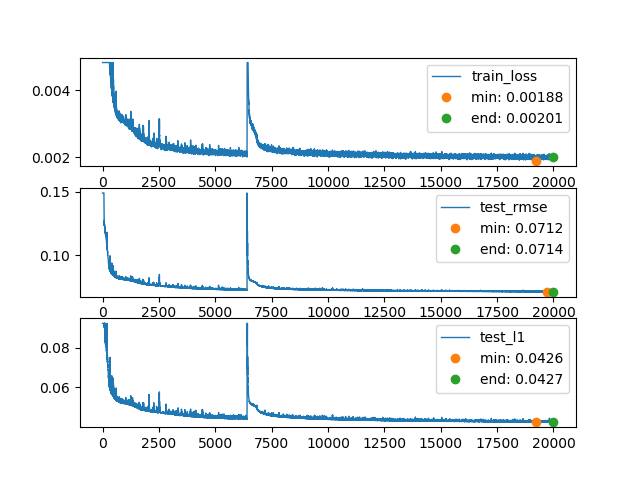 0.004
0.002
train_loss
min: 0.00188
end: 0.00201
0 2500 5000 7500 10000 12500 15000 17500 20000
0.15
0.10
test_rmse
min: 0.0712
end: 0.0714
0 2500 5000 7500 10000 12500 15000 17500 20000
0.08
0.06
test_l1
min: 0.0426
end: 0.0427
0 2500 5000 7500 10000 12500 15000 17500 20000